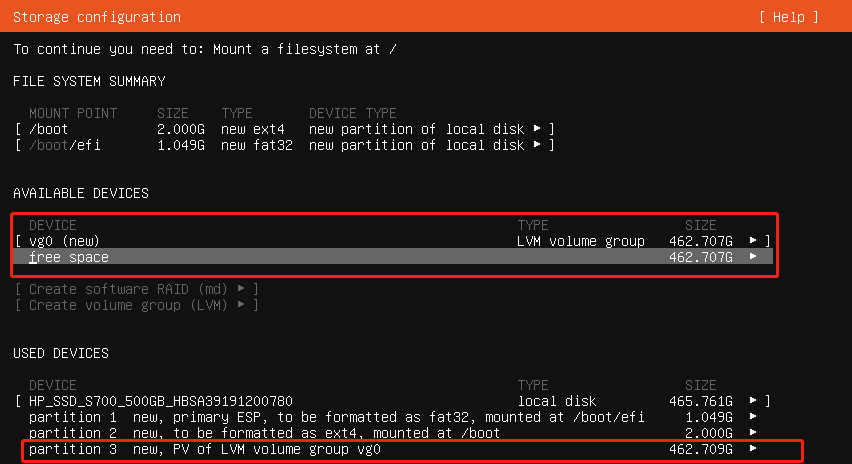 Storage configuration [ Help ]
To continue you need to: Mount a filesystem at /
FILE SYSTEM SUMMARY
MOUNT POINT SIZE TYPE DEVICE TYPE
[ /boot 2.000G new ext4 new partition of local disk ▸ ]
[ /boot/efi 1.049G new fat32 new partition of local disk ▸ ]
AVAILABLE DEVICES
DEVICE TYPE SIZE
[ vg0 (new) LVM volume group 462.707G ▸ ]
free space 462.707G ▸
[ Create software RAID (md) ▸ ]
[ Create volume group (LVM) ▸ ]
USED DEVICES
DEVICE TYPE SIZE
[ HP_SSD_S700_500GB_HBSA39191200780 local disk 465.761G ▸ ]
partition 1 new, primary ESP, to be formatted as fat32, mounted at /boot/efi 1.049G ▸
partition 2 new, to be formatted as ext4, mounted at /boot 2.000G ▸
partition 3 new, PV of LVM volume group vg0 462.709G ▸